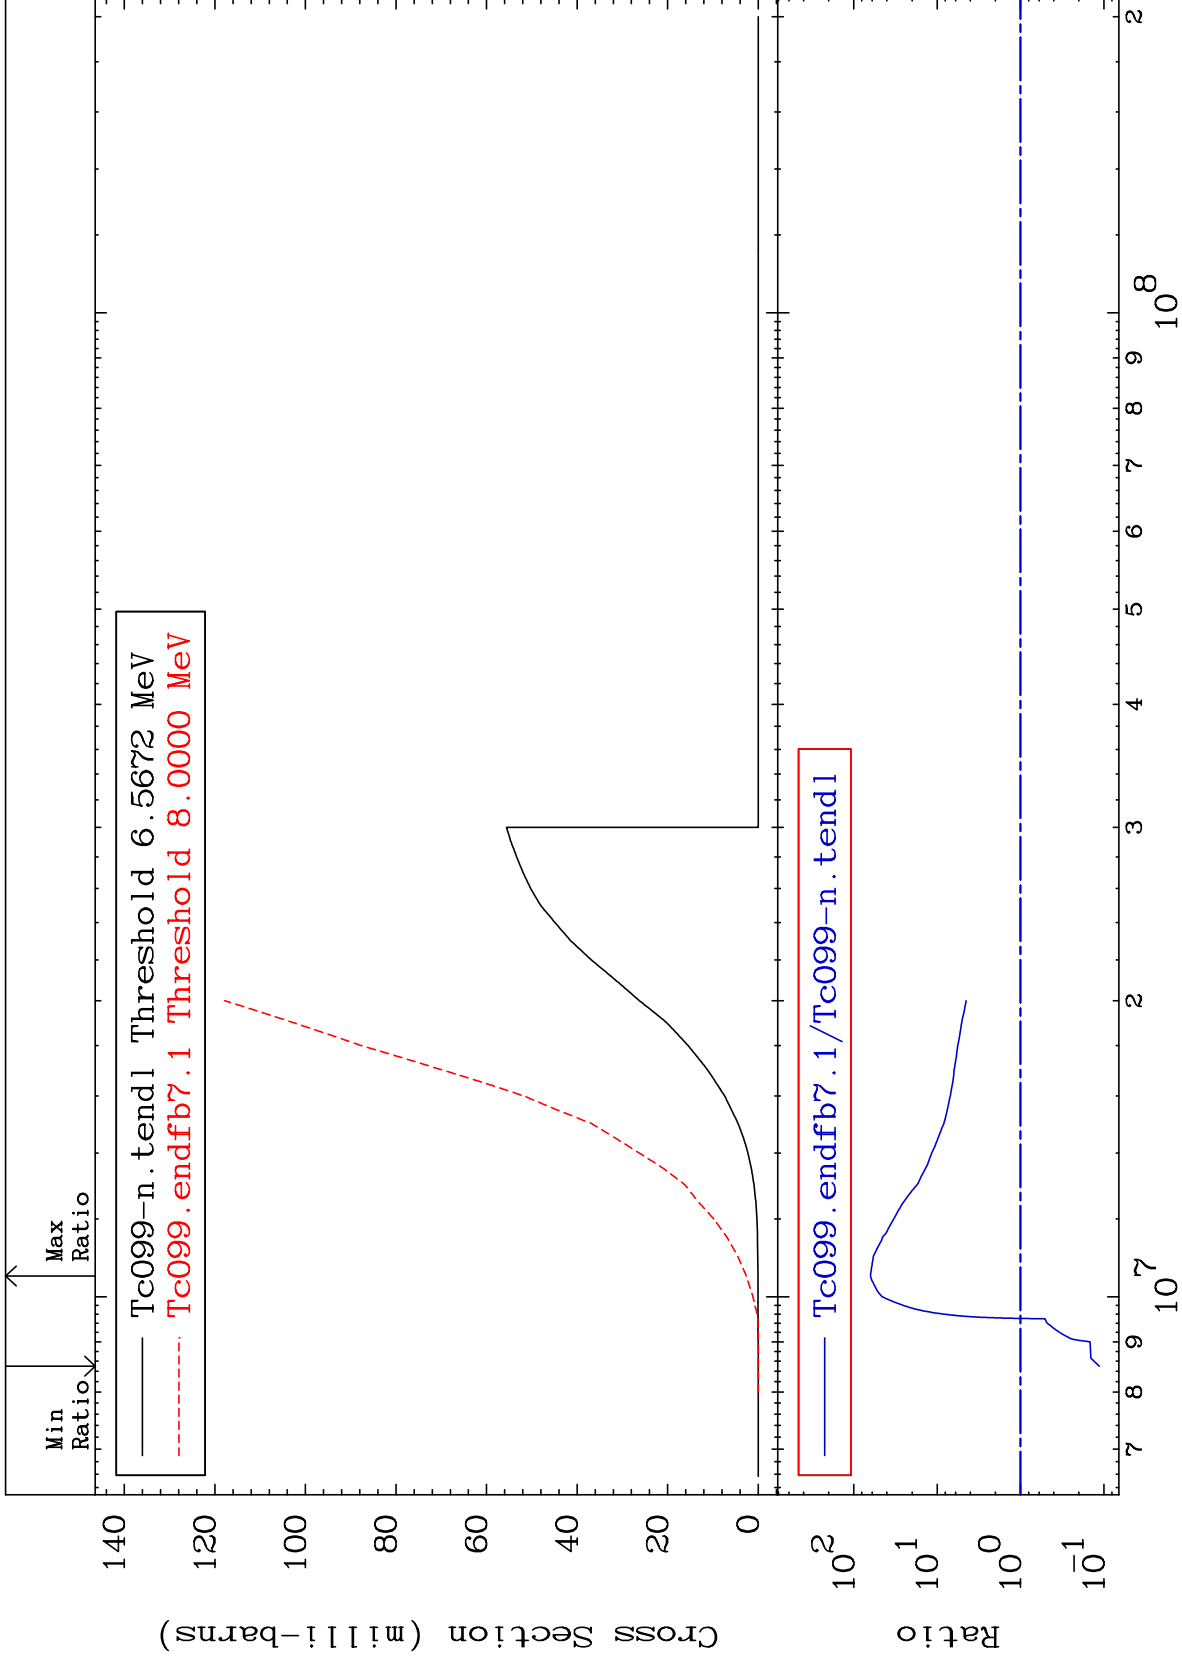 Min
Ratio
Max
Ratio
Tc099-n.tendl Threshold 6.5672 MeV
Tc099.endfb7.1 Threshold 8.0000 MeV
140
120
100
80
60
40
20
0
Cross Section (milli-barns)
Tc099.endfb7.1/Tc099-n.tendl
10^2
10^1
10^0
10^-1
Ratio
7 8 9 2 3 4 5 6 7 8 9 2
10^7 10^8